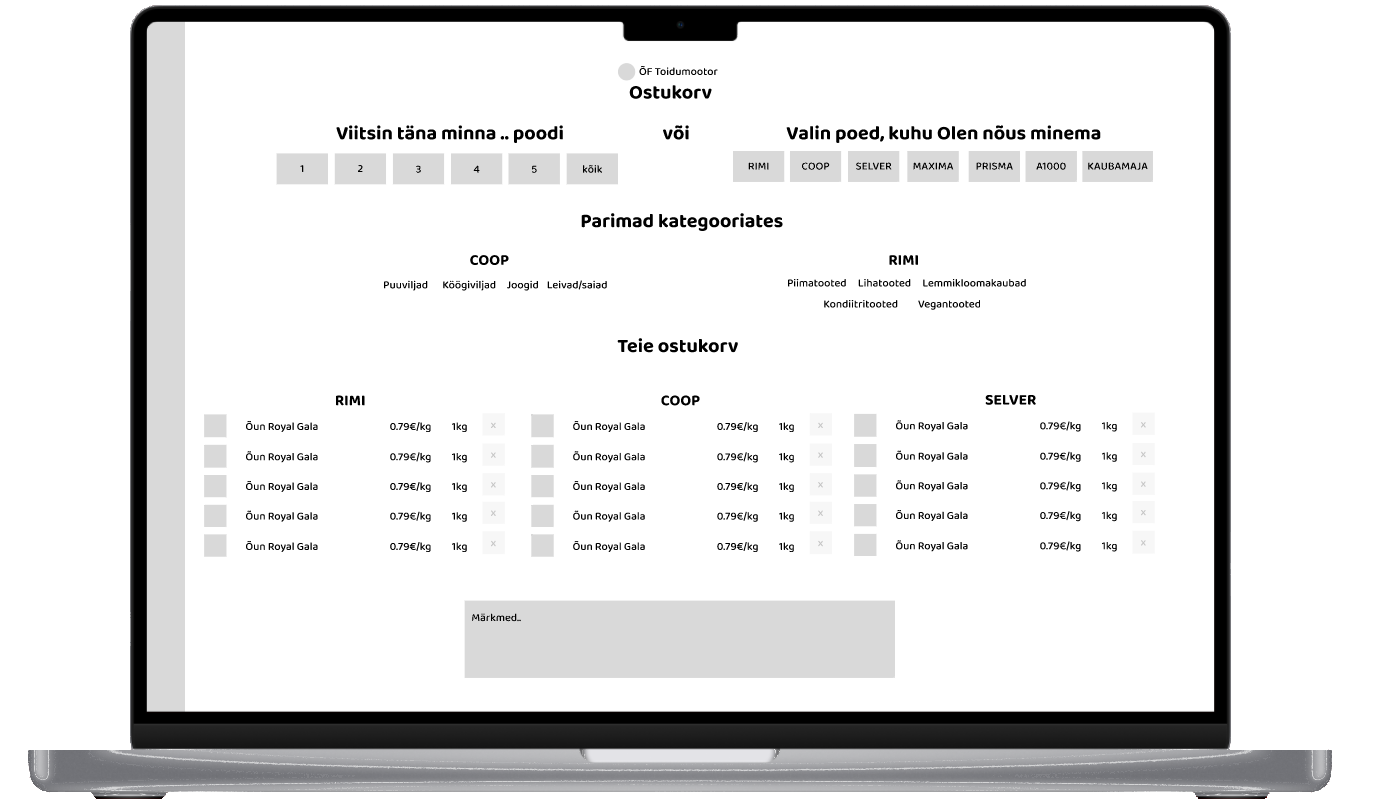 ÕF Toidumootor
Ostukorv
Viitsin täna minna .. poodi
1 2 3 4 5 kõik
või
Valin poed, kuhu Olen nõus minema
RIMI COOP SELVER MAXIMA PRISMA A1000 KAUBAMAJA
Parimad kategooriates
COOP
Puuviljad Köögiviljad Joogid Leivad/saiad
RIMI
Piimatooted Lihatooted Lemmikloomakaubad
Kondiitritooted Vegantooted
Teie ostukorv
RIMI
Õun Royal Gala 0.79€/kg 1kg x
Õun Royal Gala 0.79€/kg 1kg x
Õun Royal Gala 0.79€/kg 1kg x
Õun Royal Gala 0.79€/kg 1kg x
Õun Royal Gala 0.79€/kg 1kg x
COOP
Õun Royal Gala 0.79€/kg 1kg x
Õun Royal Gala 0.79€/kg 1kg x
Õun Royal Gala 0.79€/kg 1kg x
Õun Royal Gala 0.79€/kg 1kg x
Õun Royal Gala 0.79€/kg 1kg x
SELVER
Õun Royal Gala 0.79€/kg 1kg x
Õun Royal Gala 0.79€/kg 1kg x
Õun Royal Gala 0.79€/kg 1kg x
Õun Royal Gala 0.79€/kg 1kg x
Õun Royal Gala 0.79€/kg 1kg x
Märkmed..